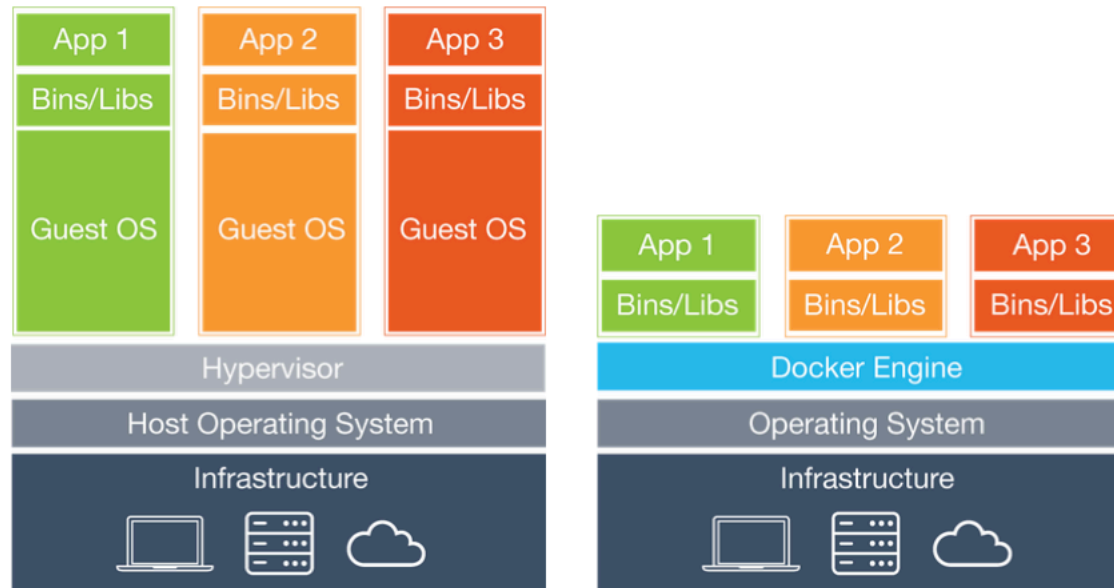 App 1
App 2
App 3
Bins/Libs
Bins/Libs
Bins/Libs
Guest OS
Guest OS
Guest OS
Hypervisor
Host Operating System
Infrastructure
App 1
App 2
App 3
Bins/Libs
Bins/Libs
Bins/Libs
Docker Engine
Operating System
Infrastructure